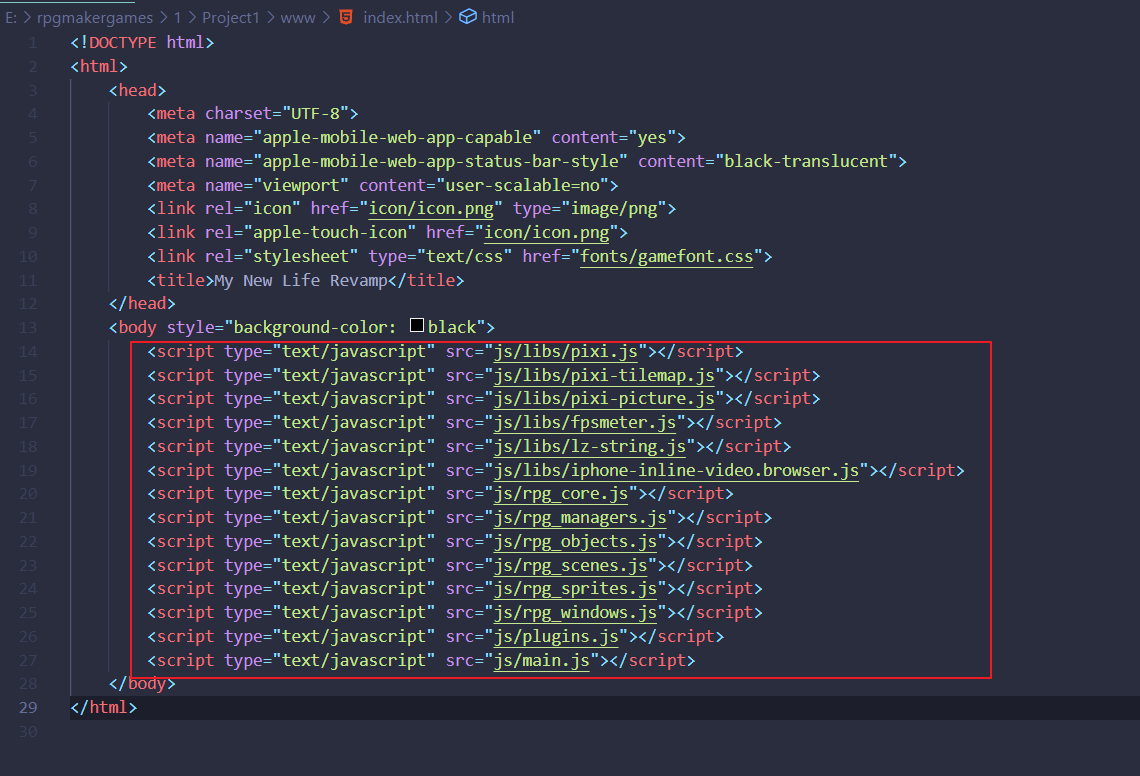 E: > rpgmakergames > 1 > Project1 > www > index.html > html
1 <!DOCTYPE html>
2 <html>
3 <head>
4 <meta charset="UTF-8">
5 <meta name="apple-mobile-web-app-capable" content="yes">
6 <meta name="apple-mobile-web-app-status-bar-style" content="black-translucent">
7 <meta name="viewport" content="user-scalable=no">
8 <link rel="icon" href="icon/icon.png" type="image/png">
9 <link rel="apple-touch-icon" href="icon/icon.png">
10 <link rel="stylesheet" type="text/css" href="fonts/gamefont.css">
11 <title>My New Life Revamp</title>
12 </head>
13 <body style="background-color: black">
14 <script type="text/javascript" src="js/libs/pixi.js"></script>
15 <script type="text/javascript" src="js/libs/pixi-tilemap.js"></script>
16 <script type="text/javascript" src="js/libs/pixi-picture.js"></script>
17 <script type="text/javascript" src="js/libs/fpsmeter.js"></script>
18 <script type="text/javascript" src="js/libs/lz-string.js"></script>
19 <script type="text/javascript" src="js/libs/iphone-inline-video.browser.js"></script>
20 <script type="text/javascript" src="js/rpg_core.js"></script>
21 <script type="text/javascript" src="js/rpg_managers.js"></script>
22 <script type="text/javascript" src="js/rpg_objects.js"></script>
23 <script type="text/javascript" src="js/rpg_scenes.js"></script>
24 <script type="text/javascript" src="js/rpg_sprites.js"></script>
25 <script type="text/javascript" src="js/rpg_windows.js"></script>
26 <script type="text/javascript" src="js/plugins.js"></script>
27 <script type="text/javascript" src="js/main.js"></script>
28 </body>
29 </html>
30